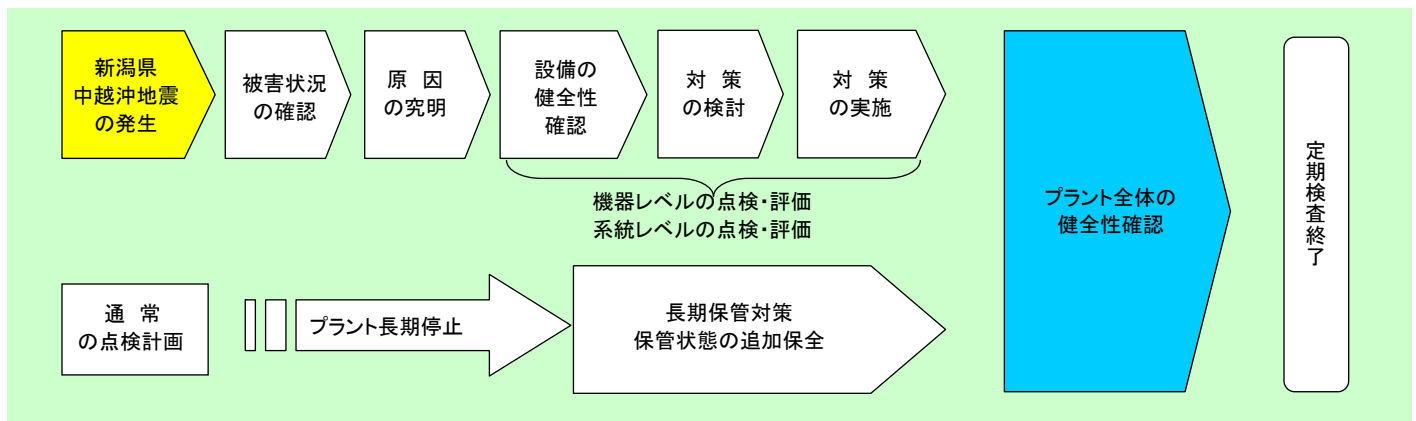 新潟県
中越沖地震
の発生
被害状況
の確認
原　因
の究明
設備の
健全性
確認
対　策
の検討
対　策
の実施
機器レベルの点検・評価
系統レベルの点検・評価
通　常
の点検計画
プラント長期停止
長期保管対策
保管状態の追加保全
プラント全体の
健全性確認
定期検査終了